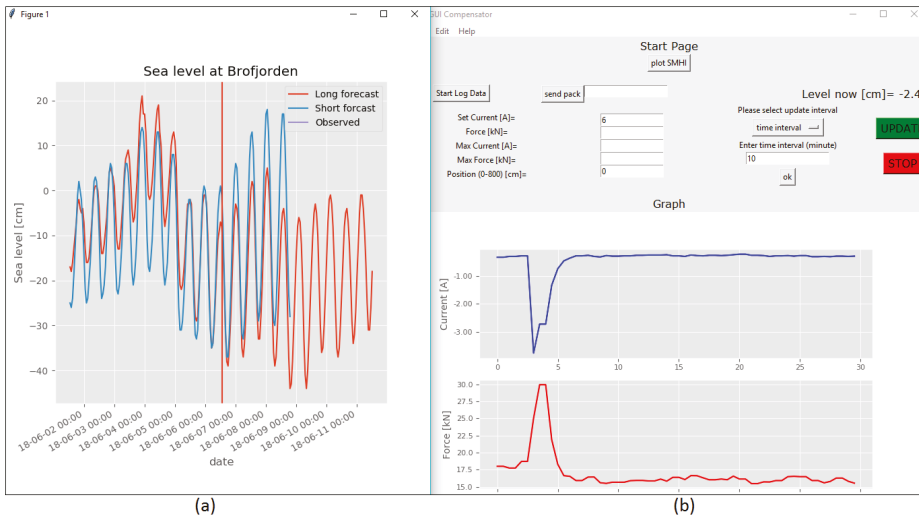 Figure 1
Sea level at Brofjorden
Long forecast
Short forcast
Observed
Sea level [cm]
20
10
0
−10
−20
−30
−40
18-06-02 00:00
18-06-03 00:00
18-06-04 00:00
18-06-05 00:00
18-06-06 00:00
18-06-07 00:00
18-06-08 00:00
18-06-09 00:00
18-06-10 00:00
18-06-11 00:00
date
(a)
GUI Compensator
Edit Help
Start Page
plot SMHI
Start Log Data send pack Level now [cm]= -2.4
Please select update interval
Set Current [A]= 6 time interval UPDAT
Force [kN]=
Max Current [A]= Enter time interval (minute)
Max Force [kN]= 10 STOP
Position (0-800) [cm]= 0 ok
Graph
Current [A]
-1.00
-2.00
-3.00
0 5 10 15 20 25 30
Force [kN]
30.0
27.5
25.0
22.5
20.0
17.5
15.0
(b)